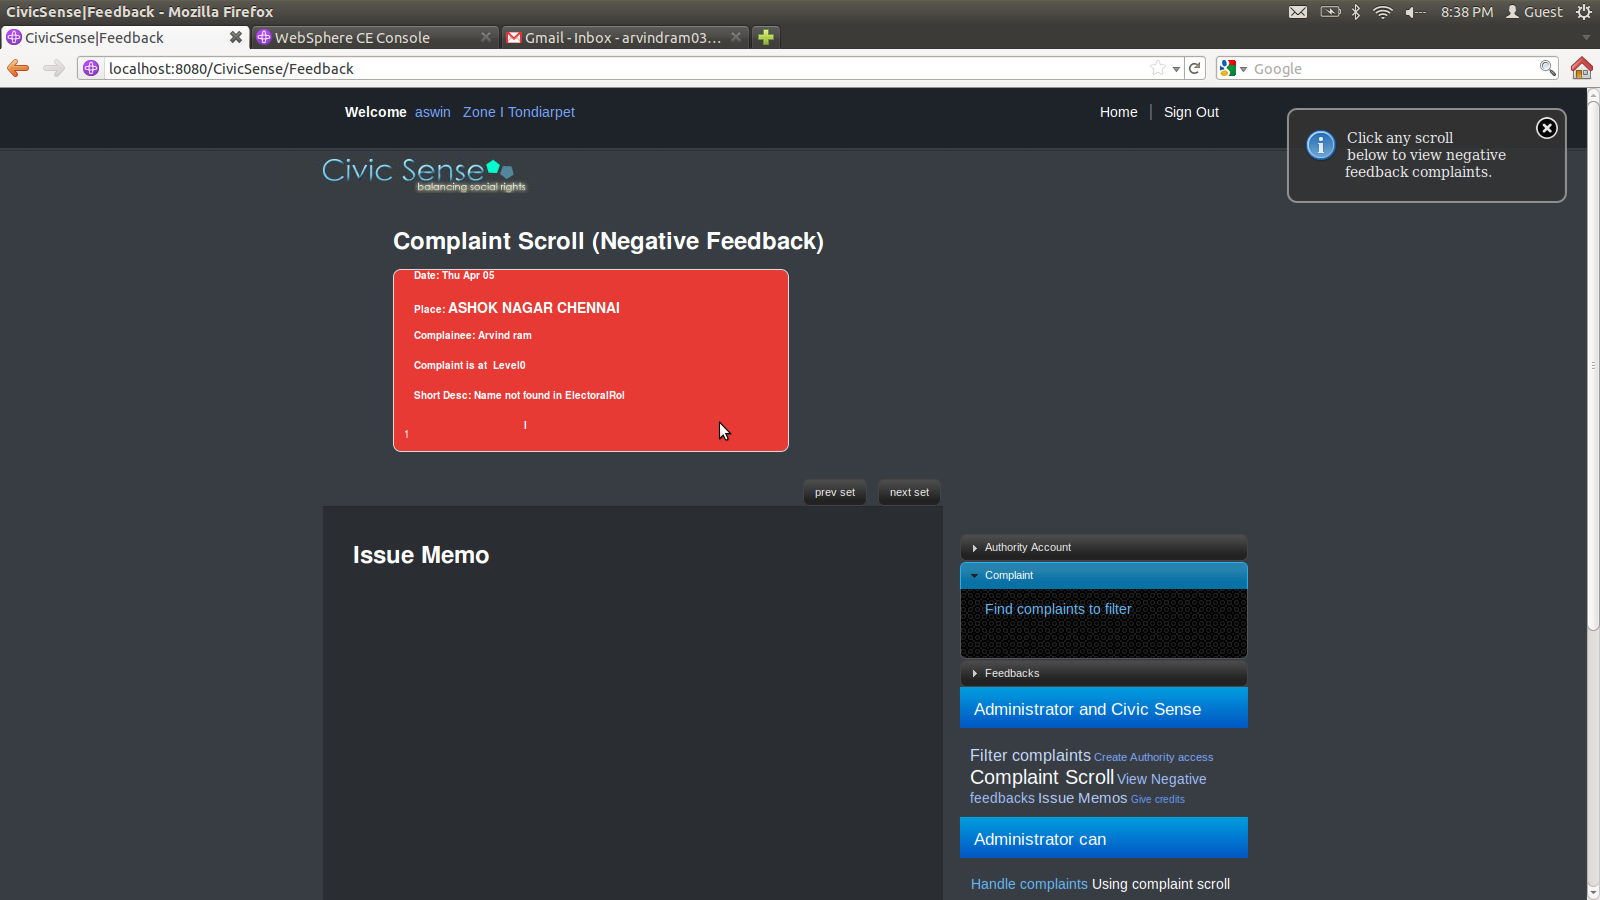 CivicSense|Feedback - Mozilla Firefox
8:38 PM Guest
CivicSense|Feedback
WebSphere CE Console
Gmail - Inbox - arvindram03...
localhost:8080/CivicSense/Feedback
Google
Welcome aswin Zone I Tondiarpet
Home | Sign Out
Click any scroll
below to view negative
feedback complaints.
Civic Sense
balancing social rights
Complaint Scroll (Negative Feedback)
Date: Thu Apr 05
Place: ASHOK NAGAR CHENNAI
Complainee: Arvind ram
Complaint is at Level0
Short Desc: Name not found in ElectoralRol
l
1
prev set
next set
Issue Memo
Authority Account
Complaint
Find complaints to filter
Feedbacks
Administrator and Civic Sense
Filter complaints Create Authority access
Complaint Scroll View Negative
feedbacks Issue Memos Give credits
Administrator can
Handle complaints Using complaint scroll